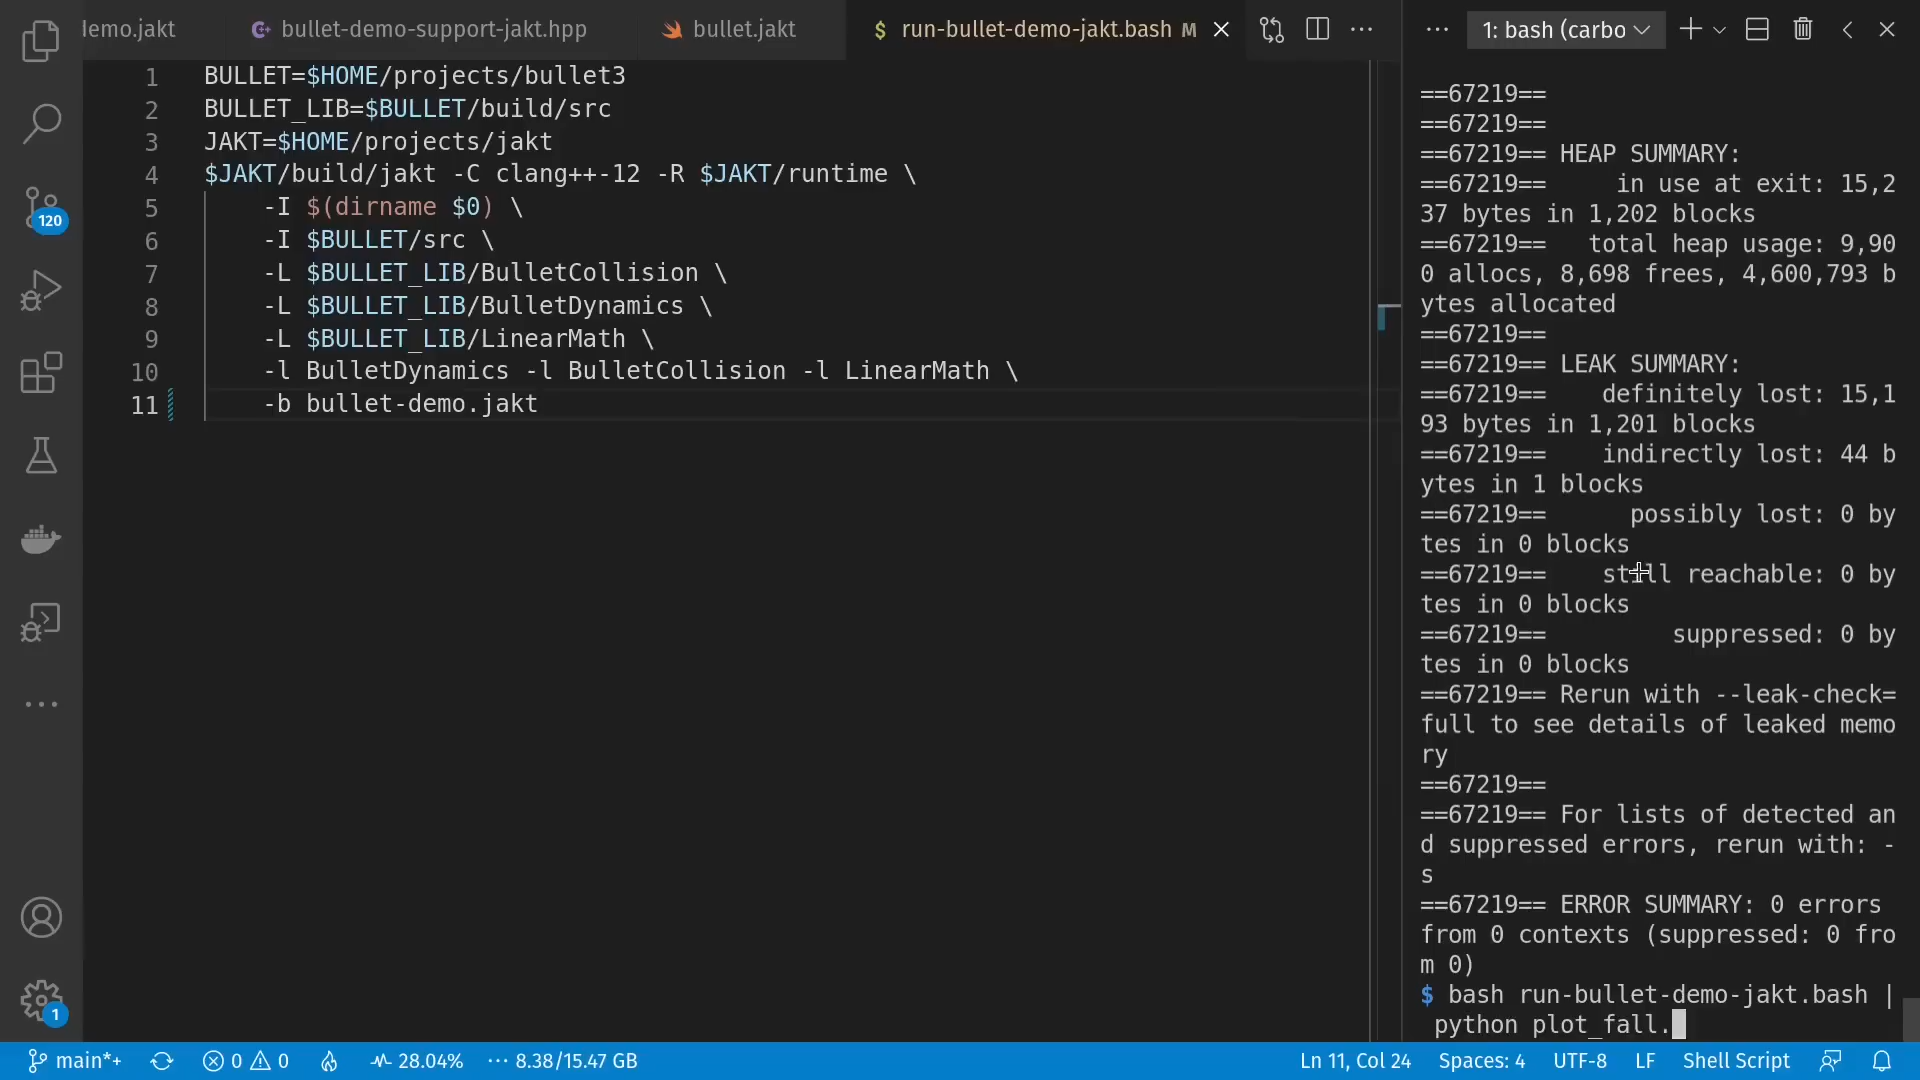 demo.jakt
bullet-demo-support-jakt.hpp
bullet.jakt
$ run-bullet-demo-jakt.bash M
1: bash (carbo
1 BULLET=$HOME/projects/bullet3
2 BULLET_LIB=$BULLET/build/src
3 JAKT=$HOME/projects/jakt
4 $JAKT/build/jakt -C clang++-12 -R $JAKT/runtime \
5 -I $(dirname $0) \
6 -I $BULLET/src \
7 -L $BULLET_LIB/BulletCollision \
8 -L $BULLET_LIB/BulletDynamics \
9 -L $BULLET_LIB/LinearMath \
10 -l BulletDynamics -l BulletCollision -l LinearMath \
11 -b bullet-demo.jakt
120
1
==67219==
==67219==
==67219== HEAP SUMMARY:
==67219==     in use at exit: 15,2
37 bytes in 1,202 blocks
==67219==   total heap usage: 9,90
0 allocs, 8,698 frees, 4,600,793 b
ytes allocated
==67219==
==67219== LEAK SUMMARY:
==67219==    definitely lost: 15,1
93 bytes in 1,201 blocks
==67219==    indirectly lost: 44 b
ytes in 1 blocks
==67219==      possibly lost: 0 by
tes in 0 blocks
==67219==    still reachable: 0 by
tes in 0 blocks
==67219==         suppressed: 0 by
tes in 0 blocks
==67219== Rerun with --leak-check=
full to see details of leaked memo
ry
==67219==
==67219== For lists of detected an
d suppressed errors, rerun with: -
s
==67219== ERROR SUMMARY: 0 errors
from 0 contexts (suppressed: 0 fro
m 0)
$ bash run-bullet-demo-jakt.bash |
python plot_fall.
main*+
0
0
28.04%
8.38/15.47 GB
Ln 11, Col 24
Spaces: 4
UTF-8
LF
Shell Script